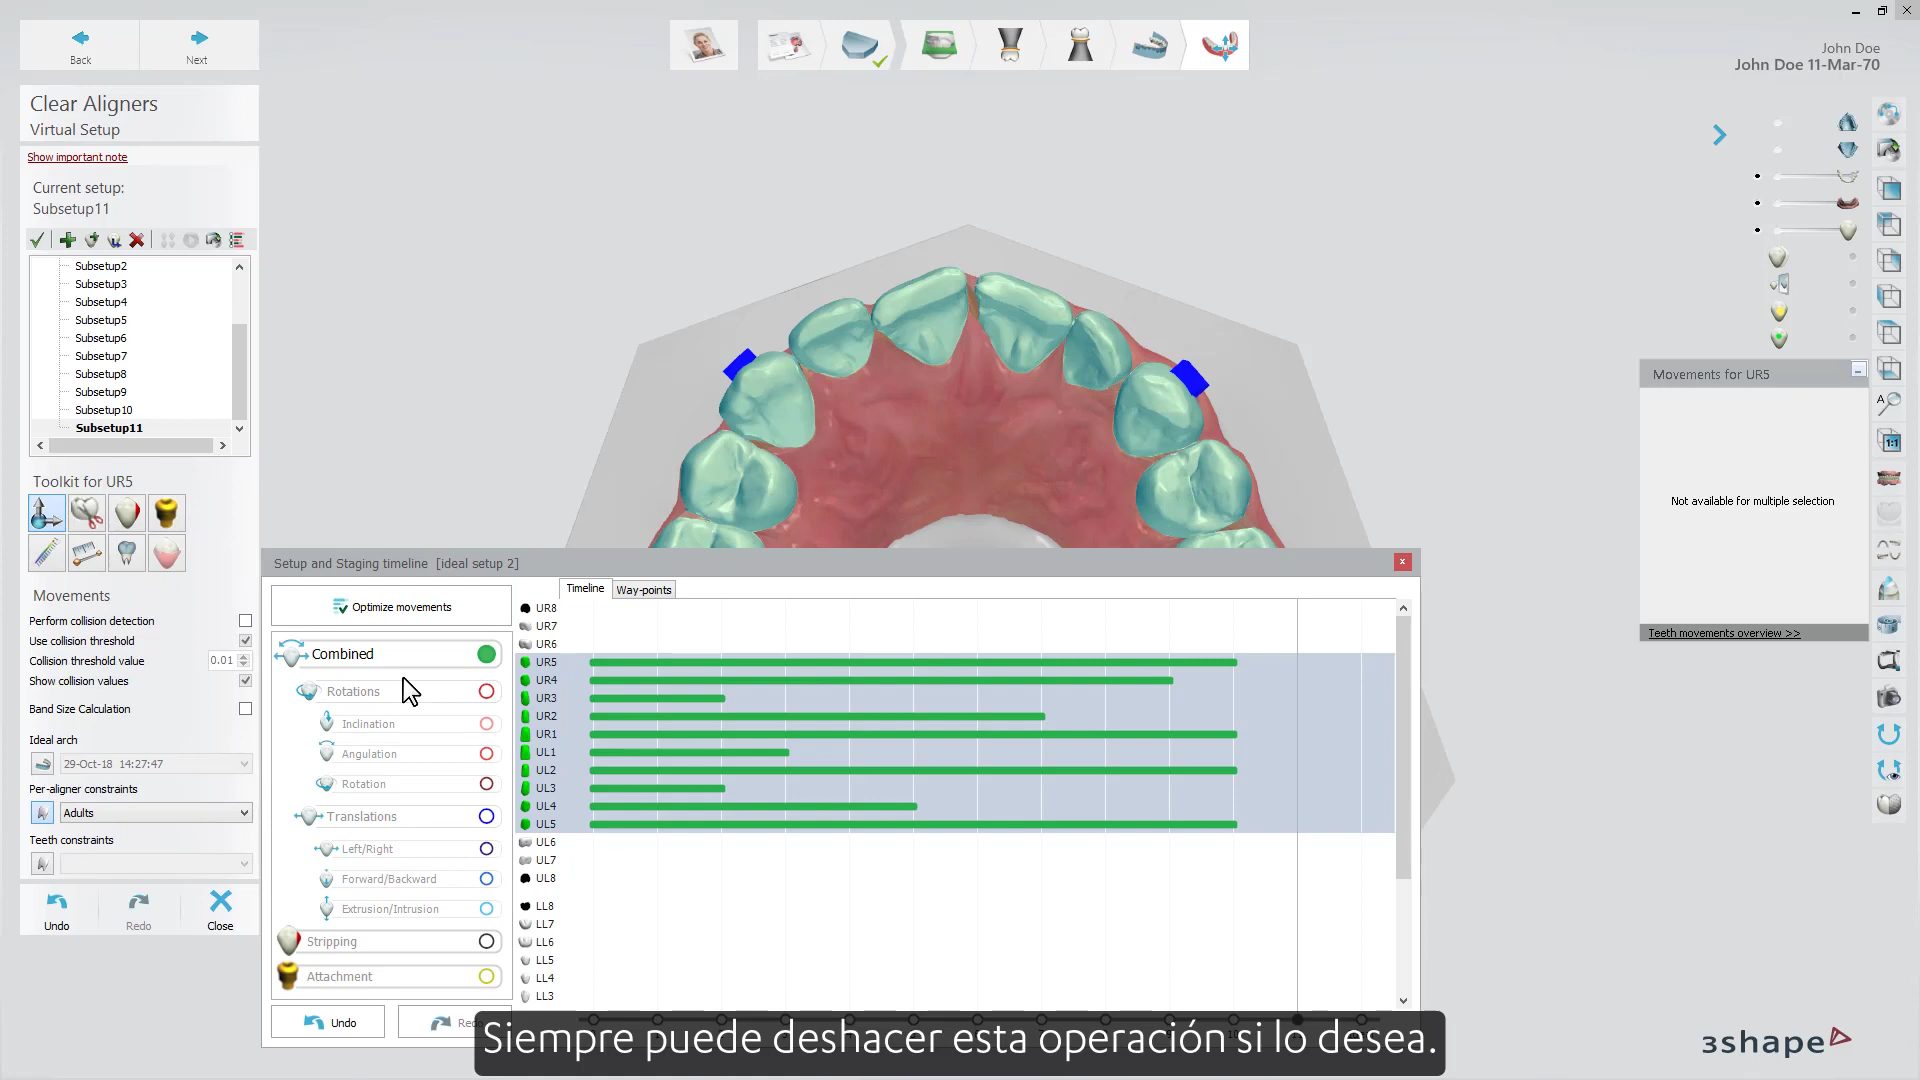 Back
Next
John Doe
John Doe 11-Mar-70
Clear Aligners
Virtual Setup
Show important note
Current setup:
Subsetup11
Subsetup2
Subsetup3
Subsetup4
Subsetup5
Subsetup6
Subsetup7
Subsetup8
Subsetup9
Subsetup10
Subsetup11
Toolkit for UR5
Movements
Perform collision detection
Use collision threshold
Collision threshold value 0.01
Show collision values
Band Size Calculation
Ideal arch
29-Oct-18 14:27:47
Per-aligner constraints
Adults
Teeth constraints
Undo
Redo
Close
Setup and Staging timeline [ideal setup 2]
Optimize movements
Combined
Rotations
Inclination
Angulation
Rotation
Translations
Left/Right
Forward/Backward
Extrusion/Intrusion
Stripping
Attachment
Undo
Timeline
Way-points
UR8
UR7
UR6
UR5
UR4
UR3
UR2
UR1
UL1
UL2
UL3
UL4
UL5
UL6
UL7
UL8
LL8
LL7
LL6
LL5
LL4
LL3
Movements for UR5
Not available for multiple selection
Teeth movements overview >>
A
1:1
Siempre puede deshacer esta operación si lo desea.
3shape